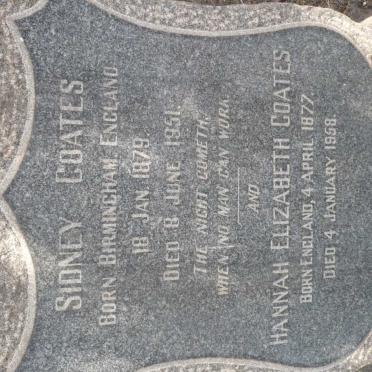 SIDNEY COATES
BORN BIRMINGHAM, ENGLAND
18 JAN 1879
DIED 8 JUNE 1951.
THE NIGHT COMETH,
WHEN NO MAN CAN WORK.
AND
HANNAH ELIZABETH COATES
BORN ENGLAND, 4 APRIL 1877
DIED 4 JANUARY 1958.